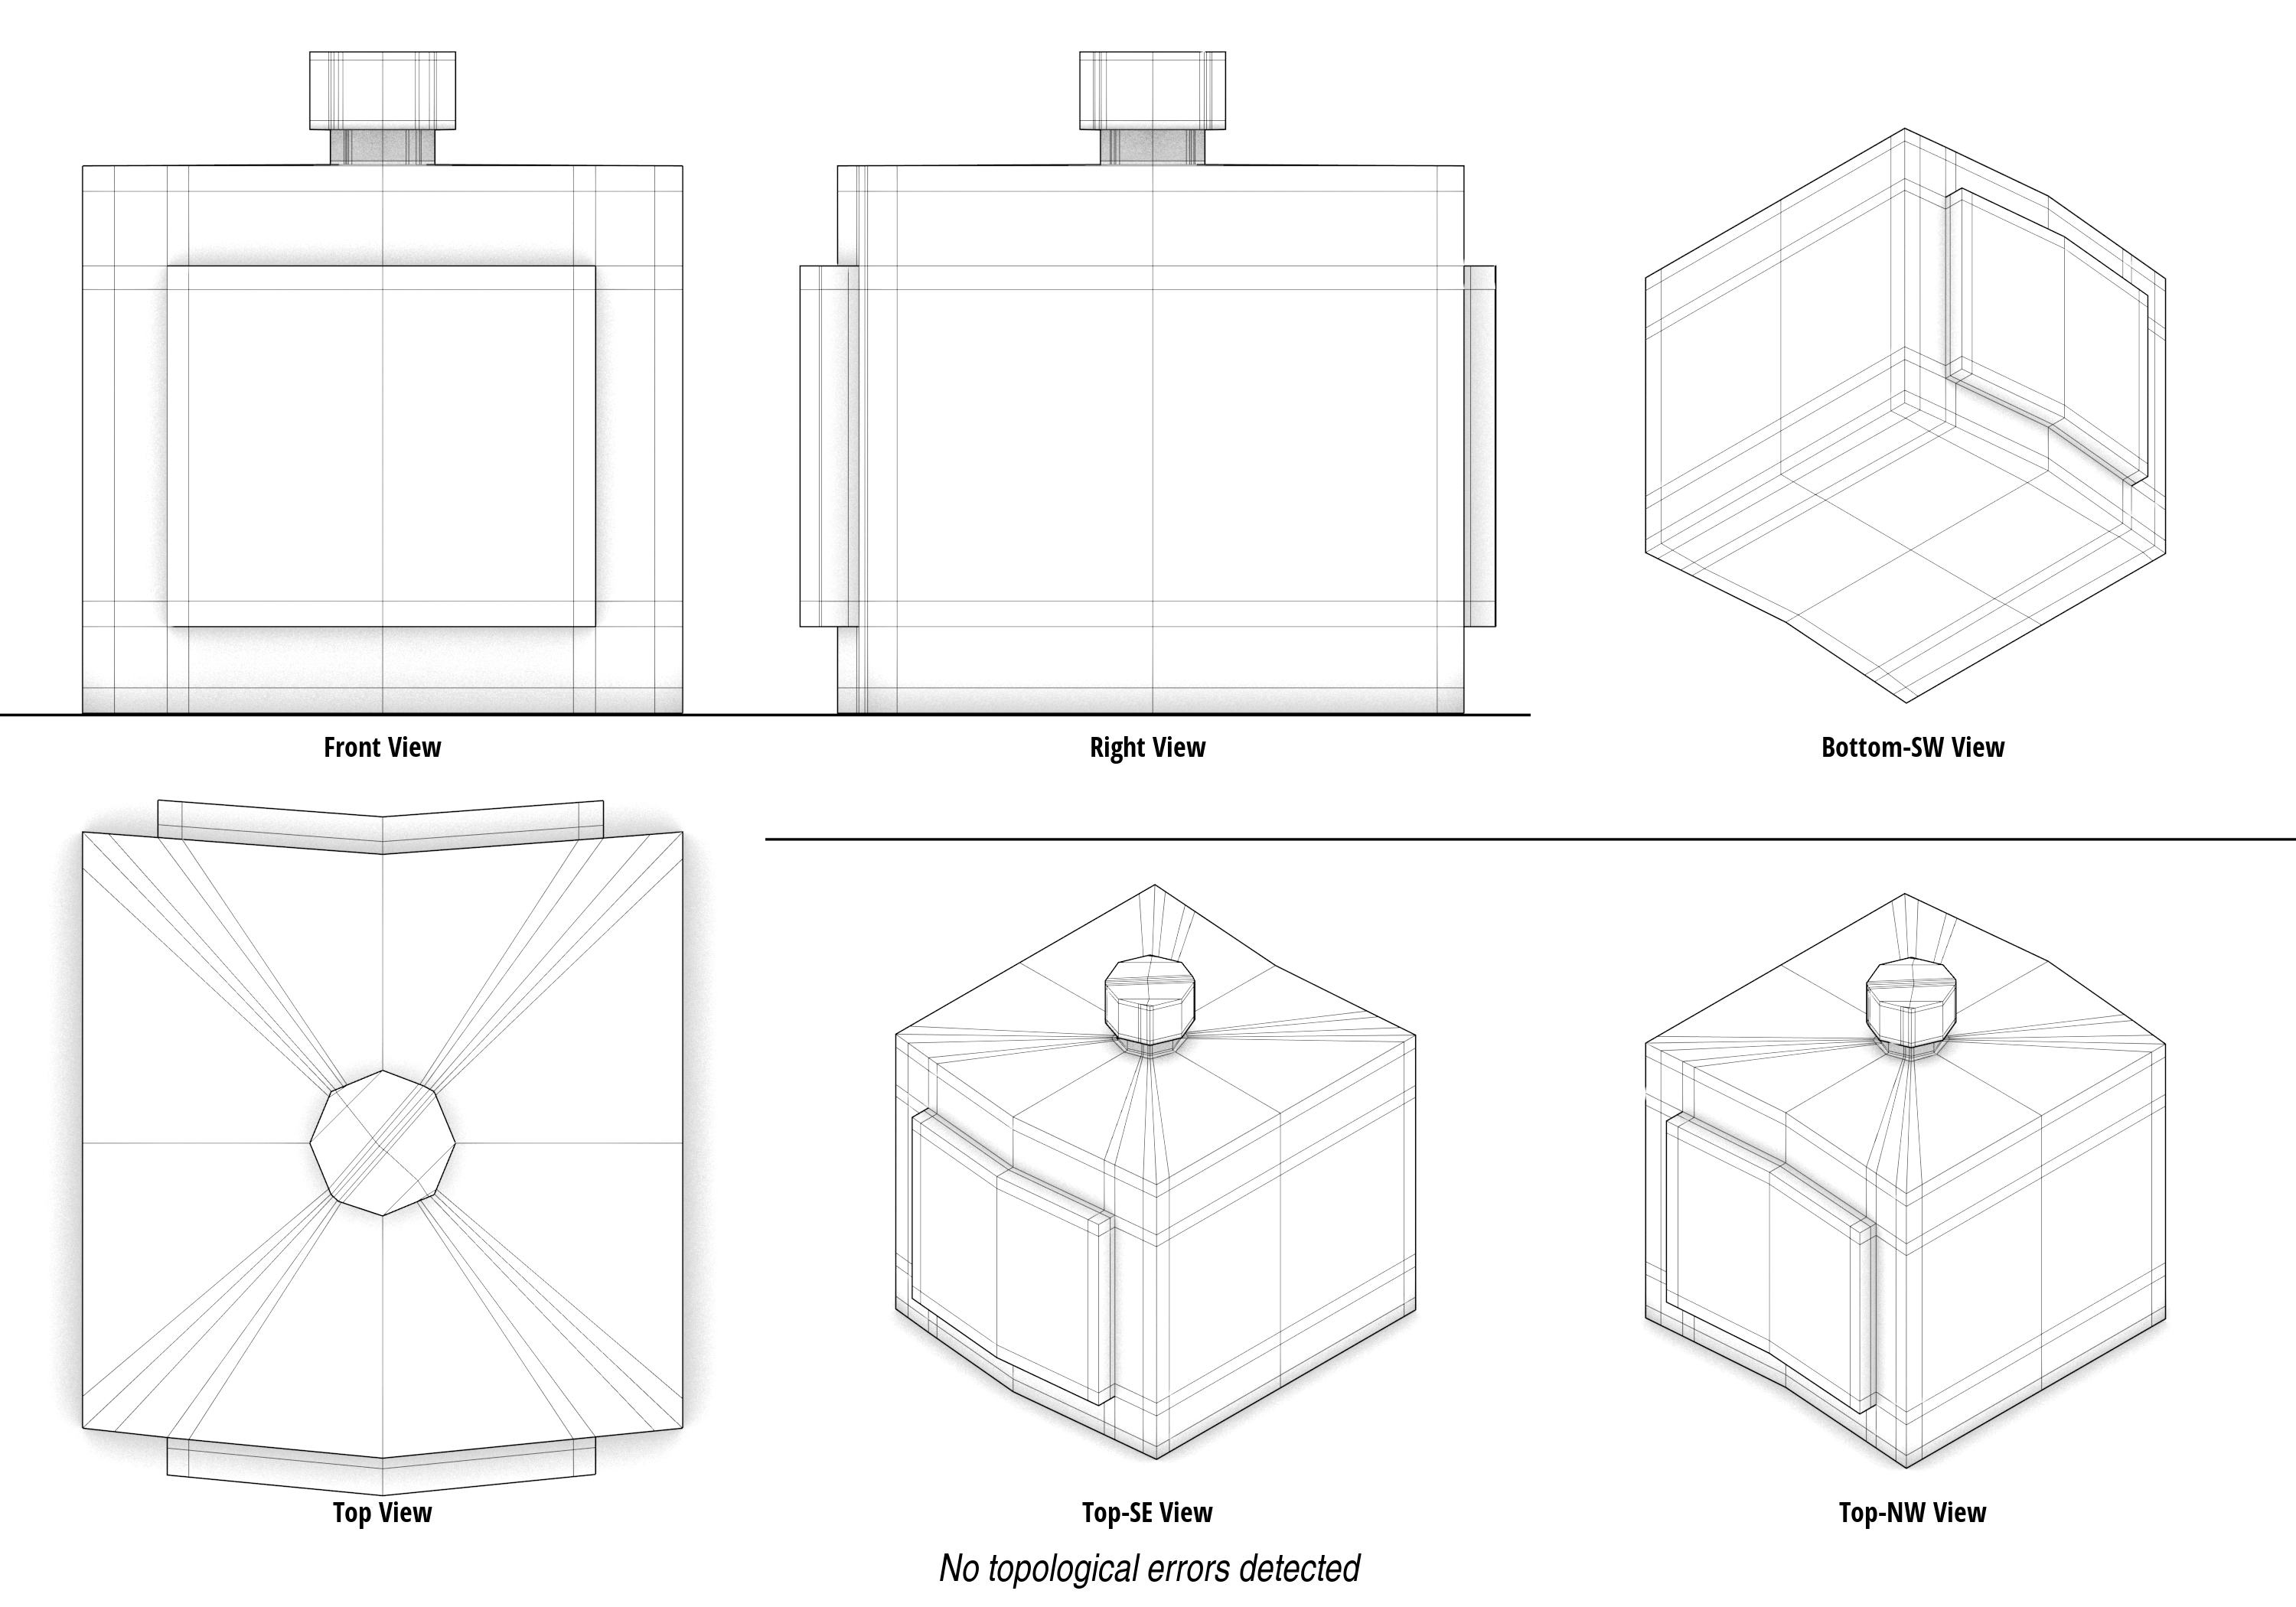 Front View
Right View
Bottom-SW View
Top View
Top-SE View
Top-NW View
No topological errors detected